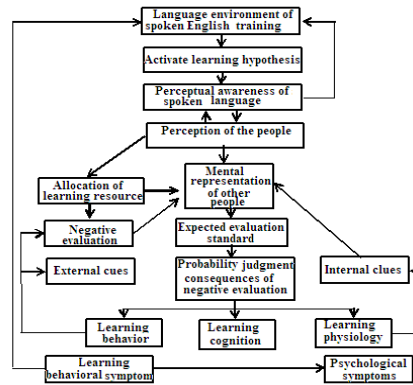 Language environment of
spoken English training
Activate learning hypothesis
Perceptual awareness of
spoken language
Perception of the people
Allocation of
learning resource
Mental
representation
of other
people
Negative
evaluation
Expected evaluation
standard
External cues
Probability judgment
consequences of
negative evaluation
Internal clues
Learning
behavior
Learning
cognition
Learning
physiology
Learning
behavioral symptom
Psychological
symptoms